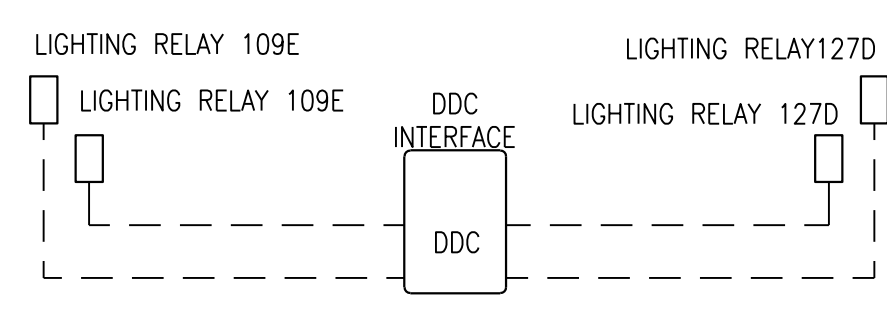 LIGHTING RELAY 109E
LIGHTING RELAY127D
LIGHTING RELAY 109E
DDC
INTERFACE
LIGHTING RELAY 127D
DDC